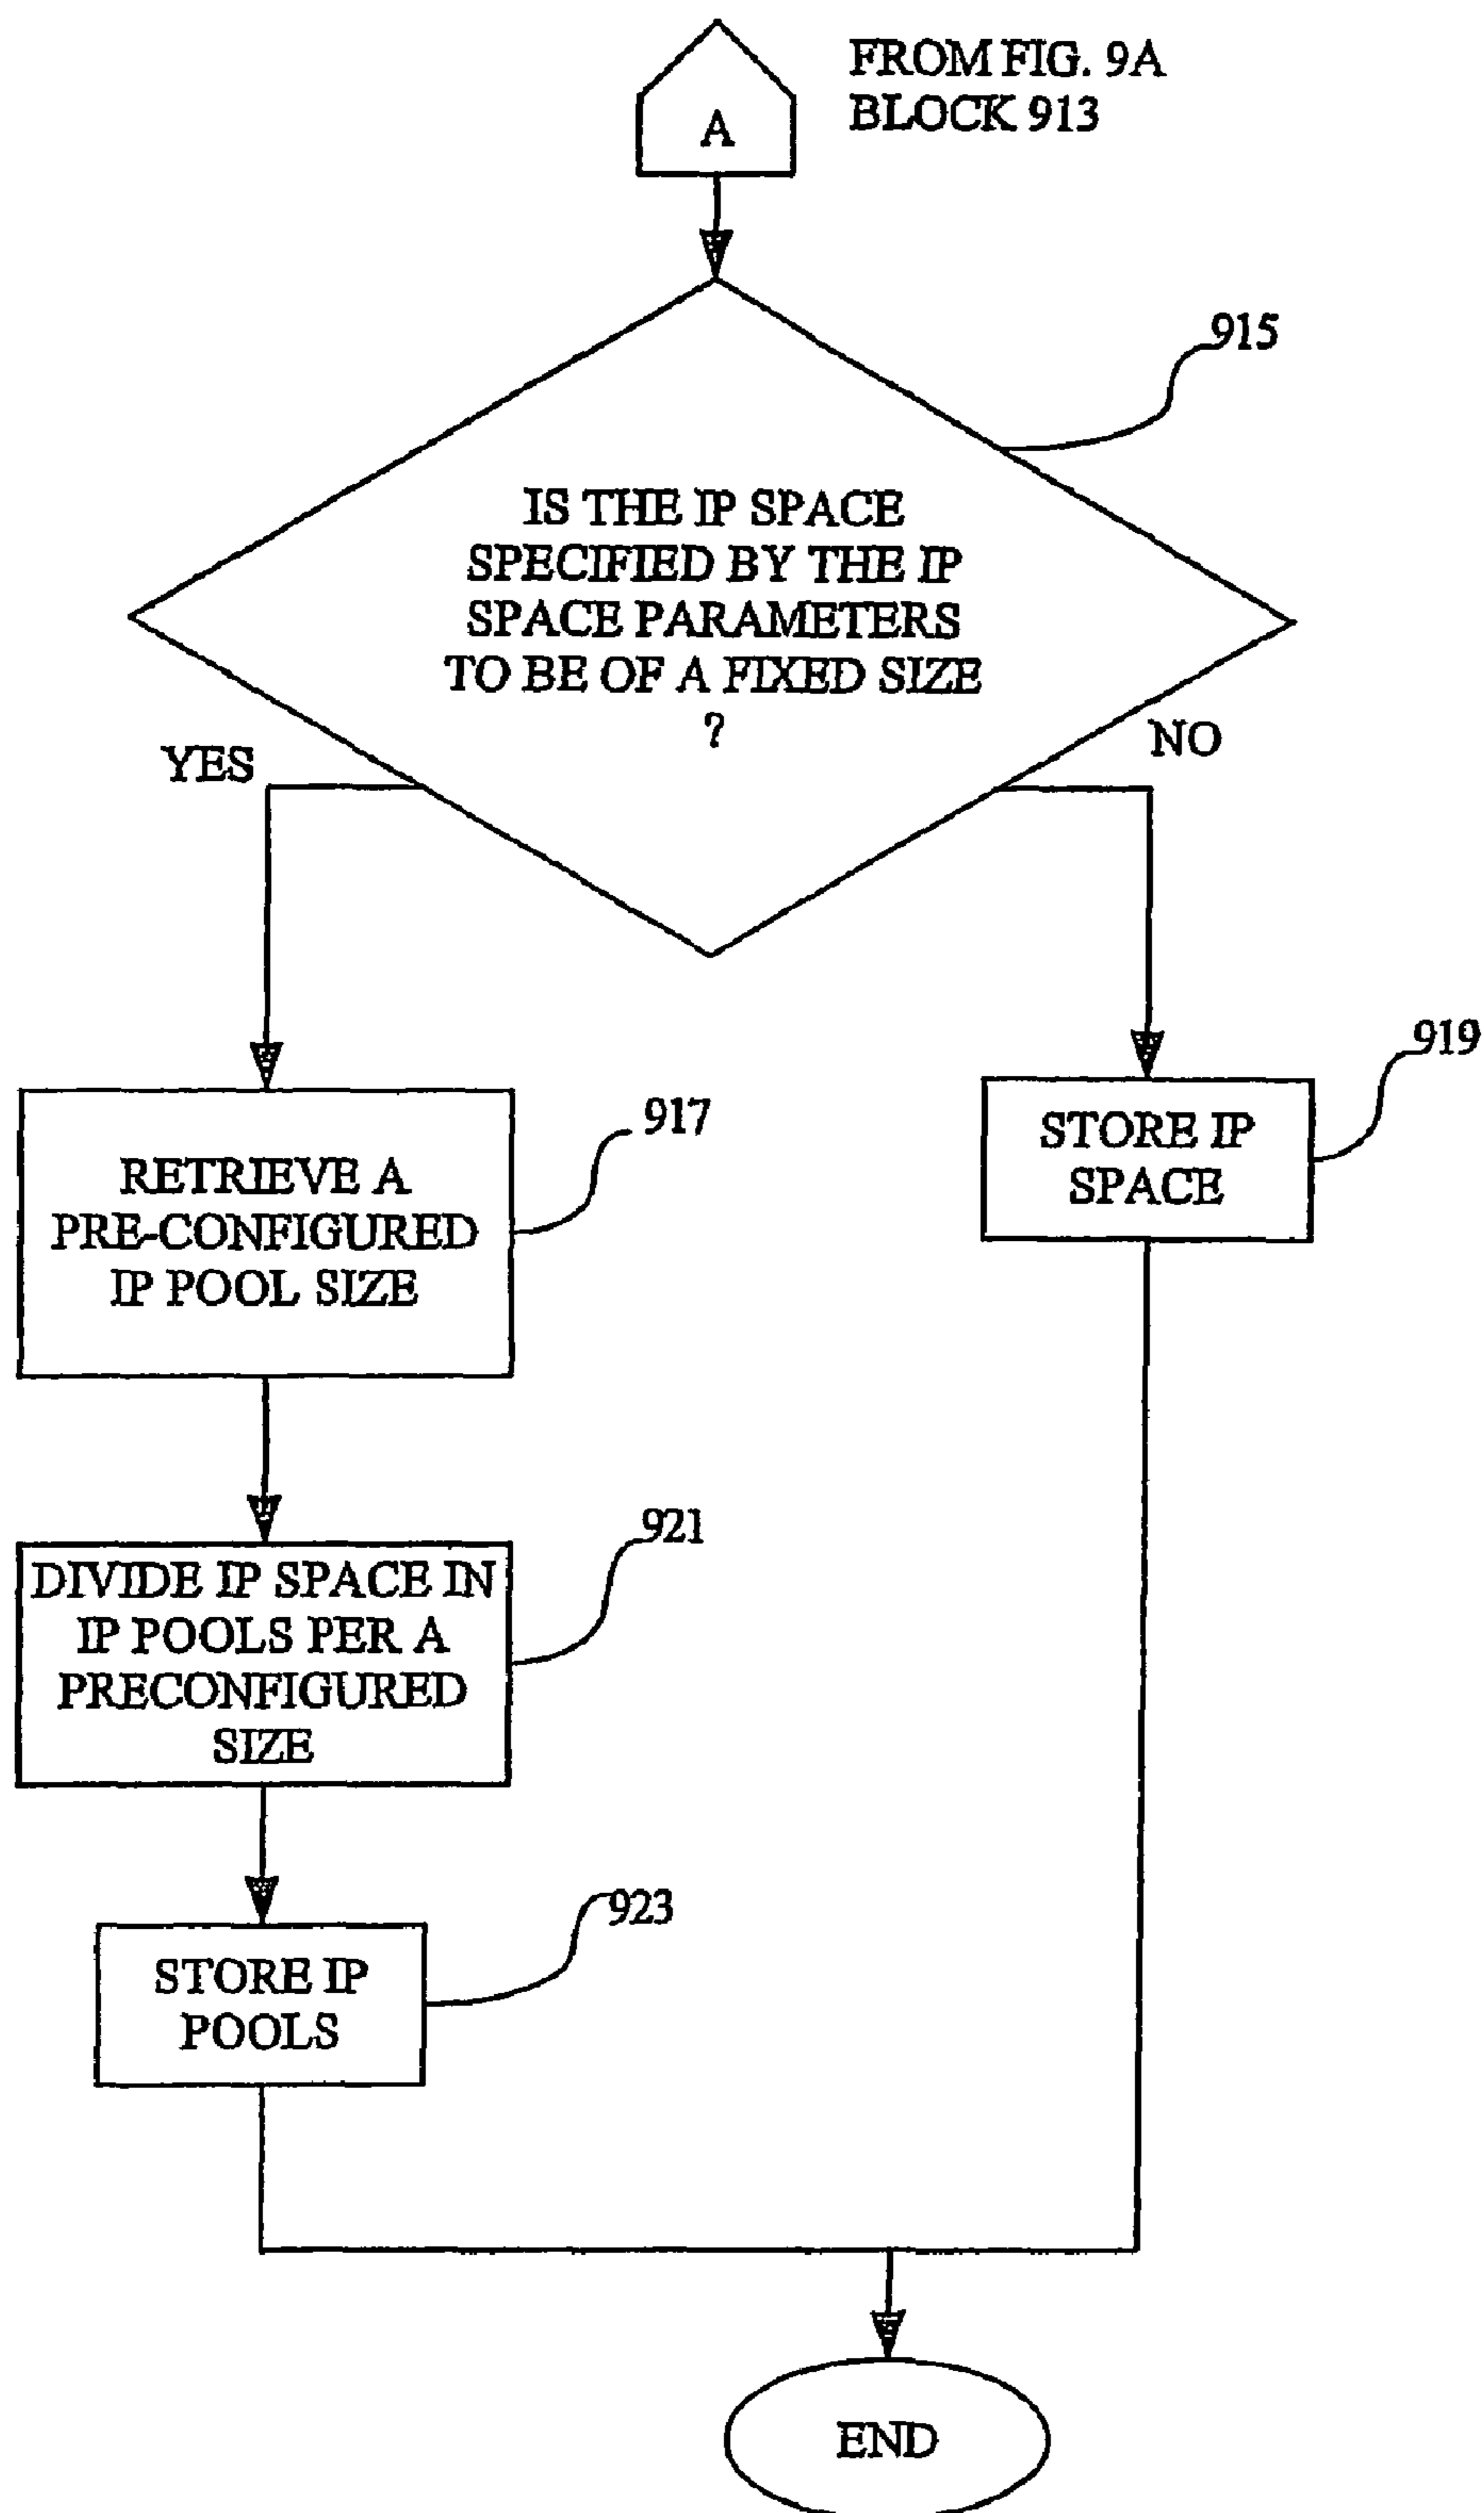 FROM FIG. 9A
BLOCK 913
A
915
IS THE IP SPACE
SPECIFIED BY THE IP
SPACE PARAMETERS
TO BE OF A FIXED SIZE
?
YES
NO
919
917
STORE IP
SPACE
RETRIEVE A
PRE-CONFIGURED
IP POOL SIZE
921
DIVIDE IP SPACE IN
IP POOLS PER A
PRECONFIGURED
SIZE
923
STORE IP
POOLS
END